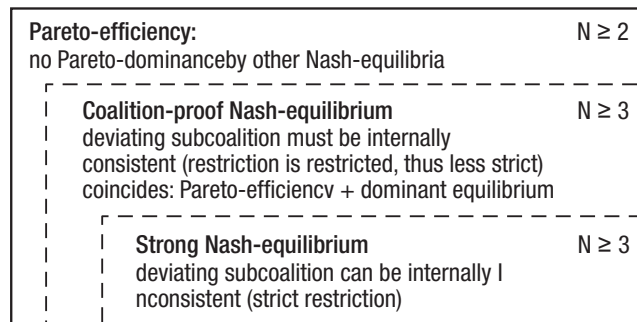 Pareto-efficiency: N ≥ 2
no Pareto-dominanceby other Nash-equilibria
Coalition-proof Nash-equilibrium N ≥ 3
deviating subcoalition must be internally
consistent (restriction is restricted, thus less strict)
coincides: Pareto-efficiencv + dominant equilibrium
Strong Nash-equilibrium N ≥ 3
deviating subcoalition can be internally I
nconsistent (strict restriction)